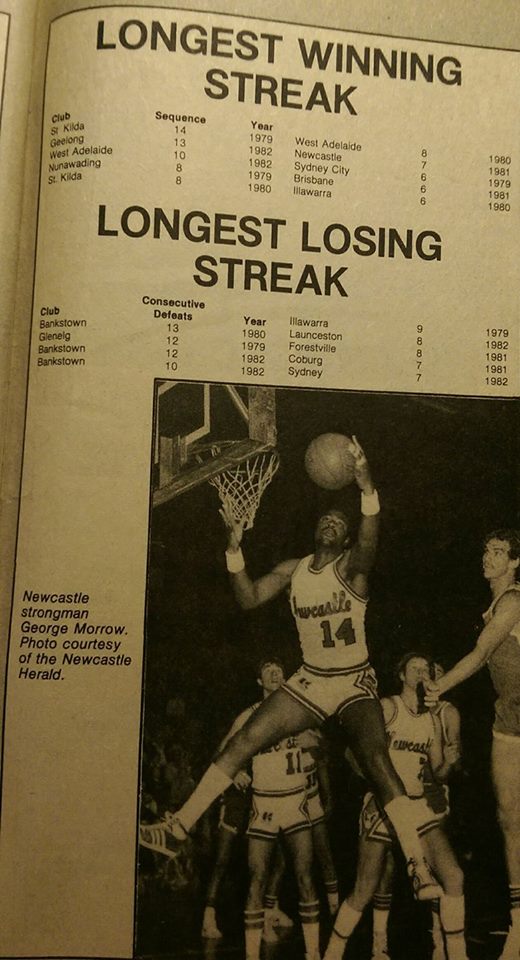 LONGEST WINNING
STREAK
Club Sequence Year
St Kilda 14 1979
Geelong 13 1982
West Adelaide 10 1982
Nunawading 8 1979
St. Kilda 8 1980
West Adelaide 8 1980
Newcastle 7 1981
Sydney City 6 1979
Brisbane 6 1981
Illawarra 6 1980
LONGEST LOSING
STREAK
Club Consecutive
Defeats Year
Bankstown 13 1980
Glenelg 12 1979
Bankstown 12 1982
Bankstown 10 1982
Illawarra 9 1979
Launceston 8 1982
Forestville 8 1981
Coburg 7 1981
Sydney 7 1982
Newcastle
strongman
George Morrow.
Photo courtesy
of the Newcastle
Herald.
Newcastle
14
11
Newcastle